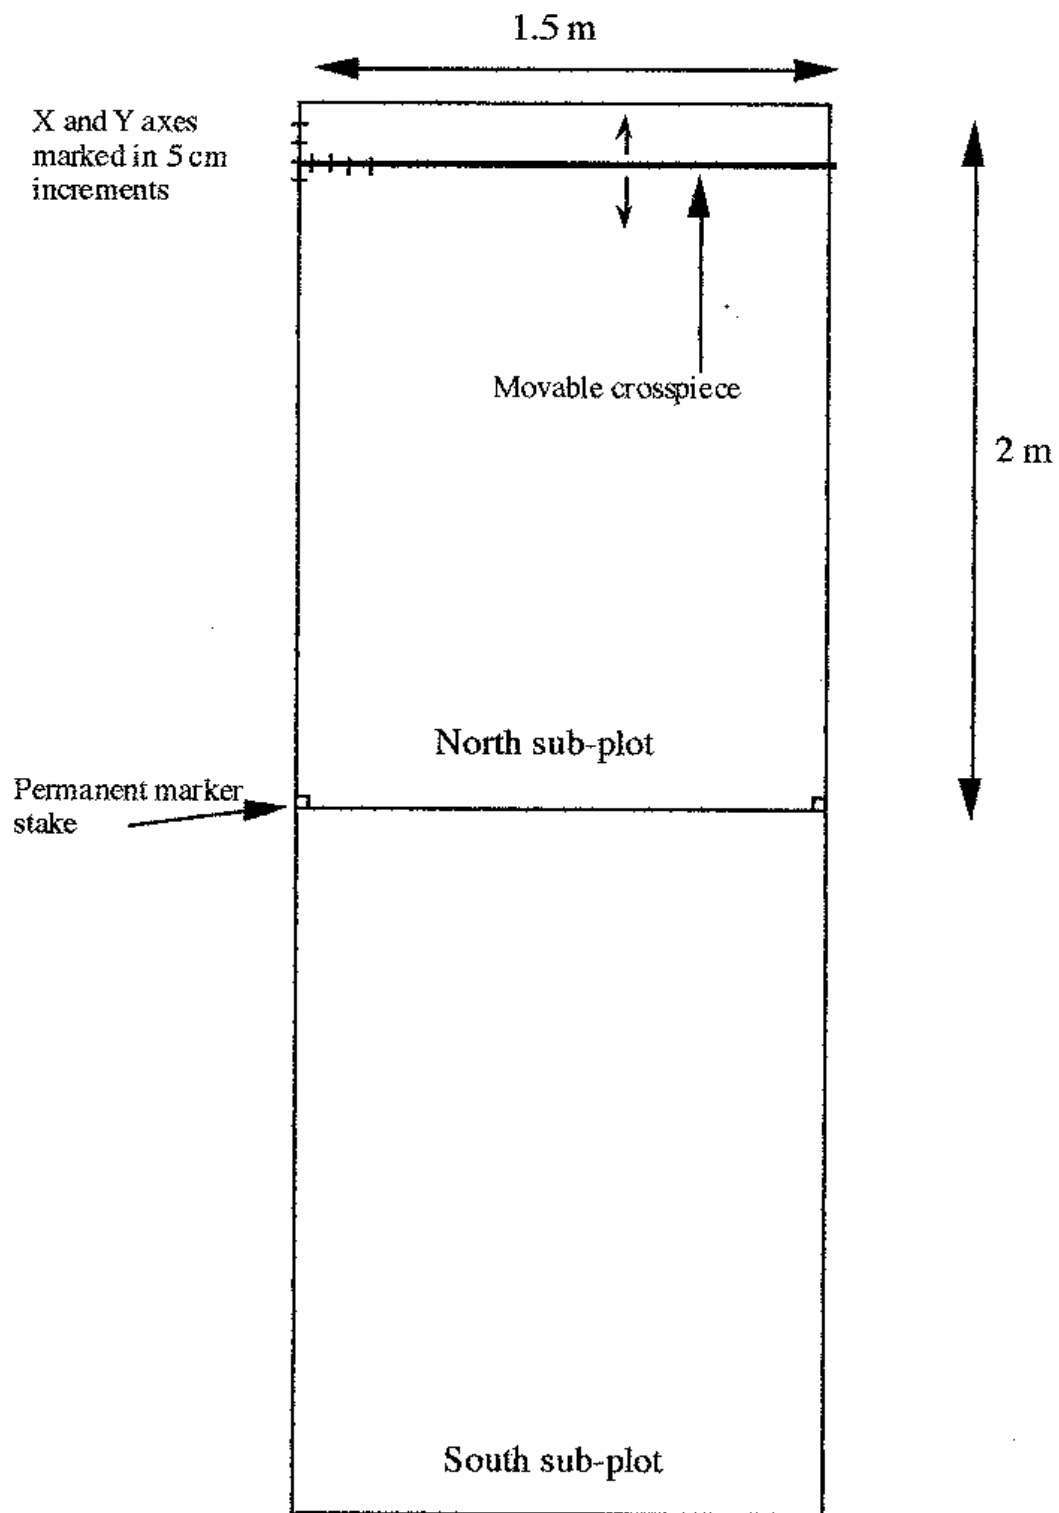 1.5 m
X and Y axes
marked in 5 cm
increments
Movable crosspiece
2 m
North sub-plot
Permanent marker
stake
South sub-plot